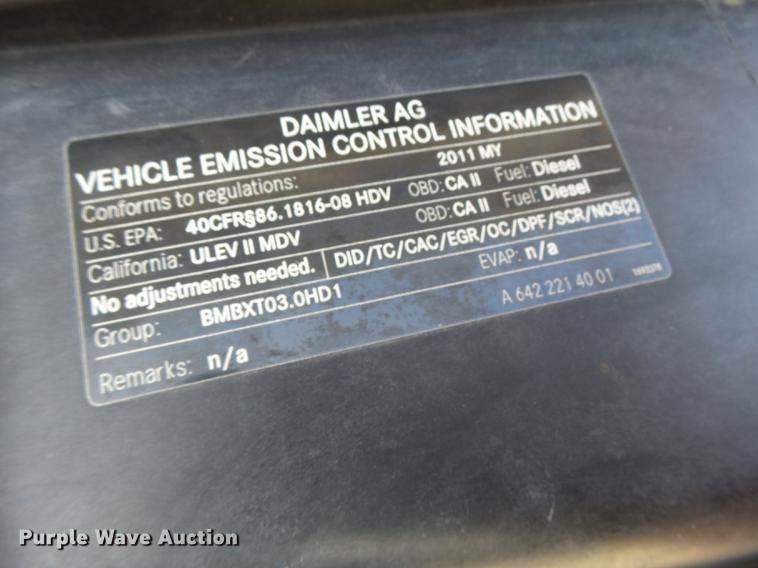 DAIMLER AG
VEHICLE EMISSION CONTROL INFORMATION
Conforms to regulations: 2011 MY
U.S. EPA: 40CFR§86.1816-08 HDV OBD: CA II Fuel: Diesel
California: ULEV II MDV OBD: CA II Fuel: Diesel
No adjustments needed. DID/TC/CAC/EGR/OC/DPF/SCR/NOS(2)
Group: BMBXT03.0HD1 EVAP: n/a
Remarks: n/a A 642 221 40 01
Purple Wave Auction